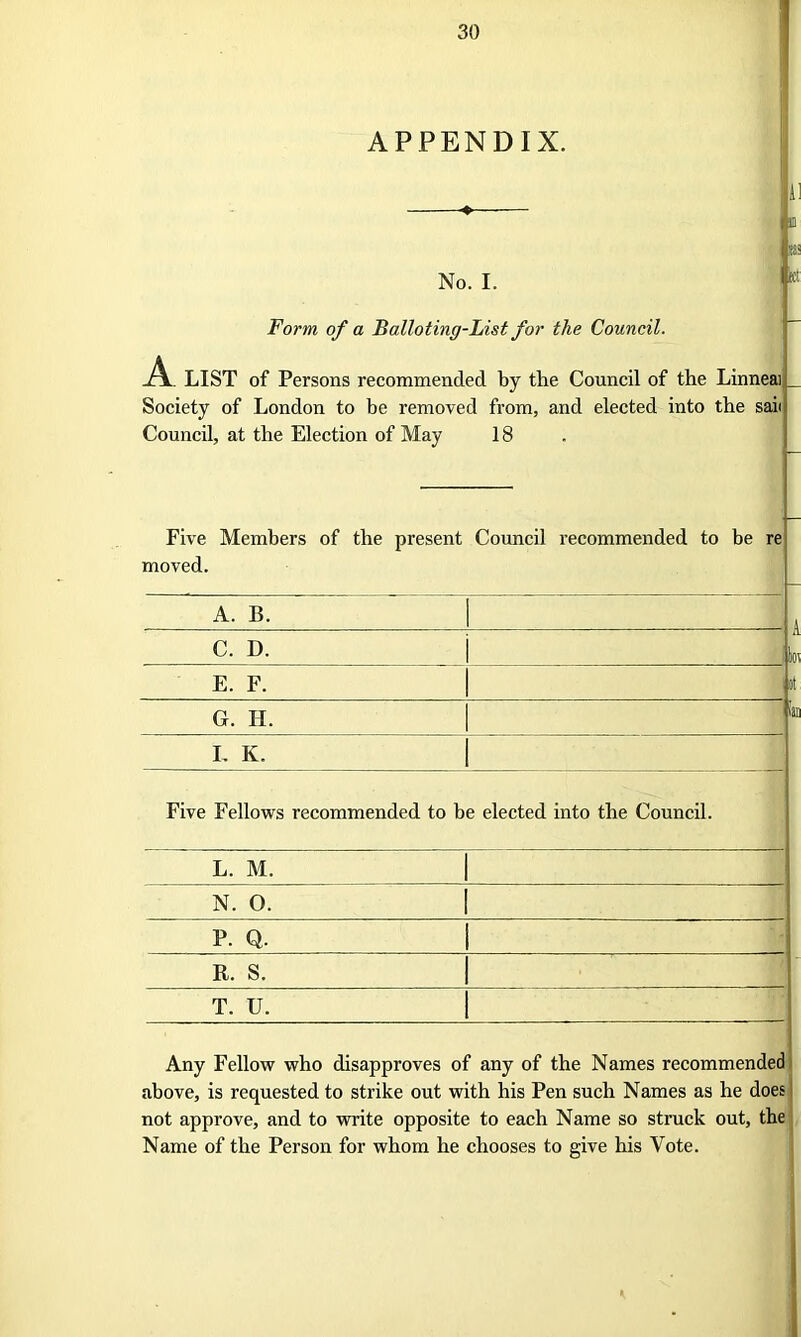 30
APPENDIX.
No. I.
Form of a Balloting-List for the Council.
A LIST of Persons recommended by the Council of the Linnea
Society of London to be removed from, and elected into the sai
Council, at the Election of May 18 .
Five Members of the present Council recommended to be re
moved.
A. B.
C. D.
E. F.
G. H.
I. K.
Five Fellows recommended to be elected into the Council.
L. M.
N. O.
P. Q.
R. S.
T. U.
Any Fellow who disapproves of any of the Names recommended
above, is requested to strike out with his Pen such Names as he does
not approve, and to write opposite to each Name so struck out, the
Name of the Person for whom he chooses to give his Vote.